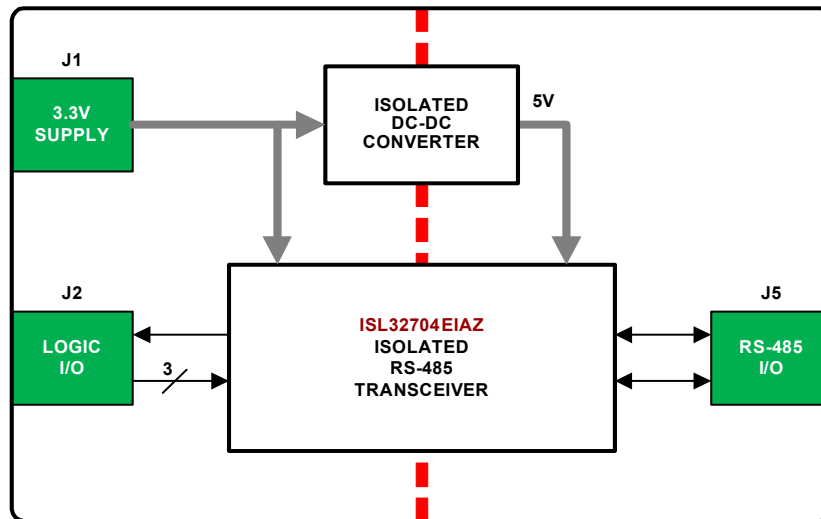 J1
3.3V
SUPPLY
ISOLATED
DC-DC
CONVERTER
5V
J2
LOGIC
I/O
3
ISL32704EIAZ
ISOLATED
RS-485
TRANSCEIVER
J5
RS-485
I/O